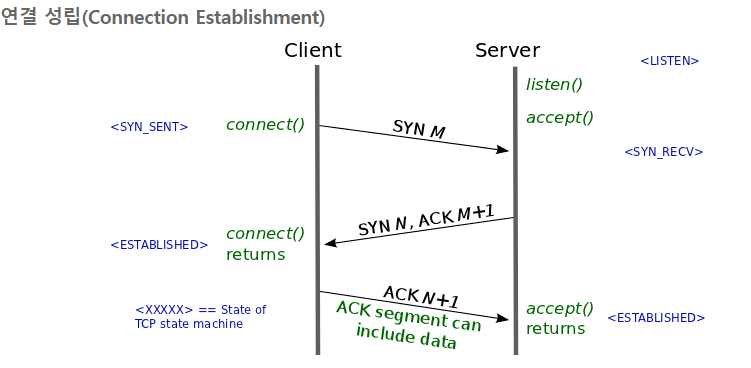 연결 성립(Connection Establishment)
Client
Server
<LISTEN>
listen()
<SYN_SENT>
connect()
SYN M
accept()
<SYN_RECV>
SYN N, ACK M+1
<ESTABLISHED>
connect()
returns
ACK N+1
<XXXXX> == State of
TCP state machine
ACK segment can
include data
accept()
returns
<ESTABLISHED>